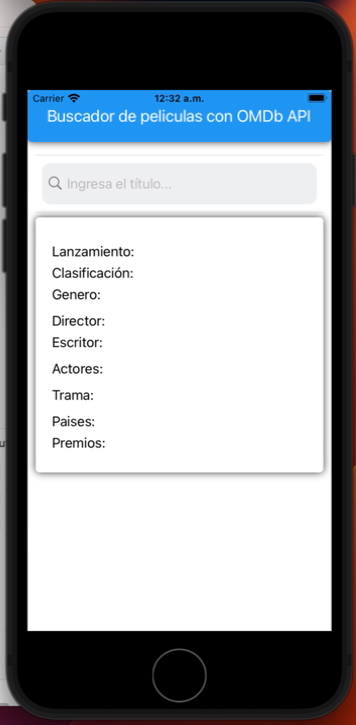 Carrier 12:32 a.m.
Buscador de peliculas con OMDb API
Ingresa el título...
Lanzamiento:
Clasificación:
Genero:
Director:
Escritor:
Actores:
Trama:
Paises:
Premios: